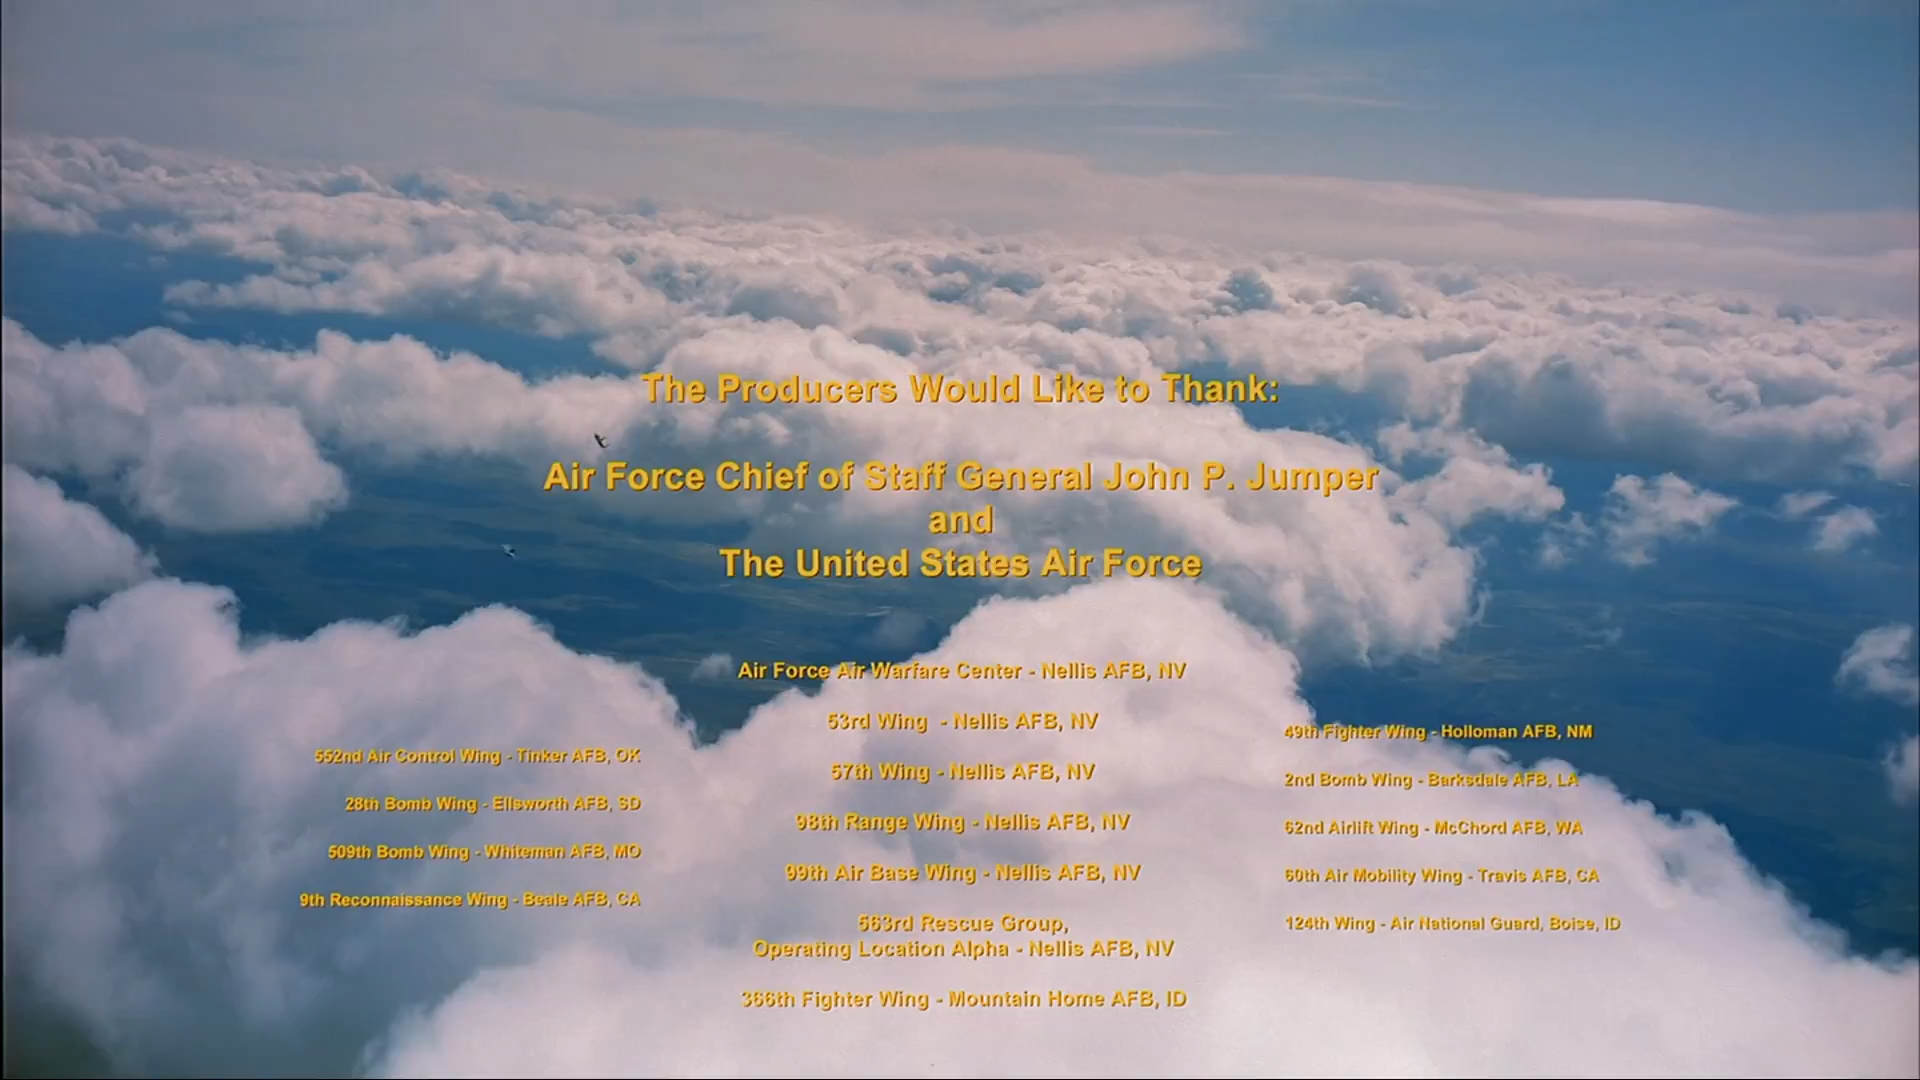 The Producers Would Like to Thank:
Air Force Chief of Staff General John P. Jumper
and
The United States Air Force
Air Force Air Warfare Center - Nellis AFB, NV
53rd Wing - Nellis AFB, NV
57th Wing - Nellis AFB, NV
98th Range Wing - Nellis AFB, NV
99th Air Base Wing - Nellis AFB, NV
563rd Rescue Group,
Operating Location Alpha - Nellis AFB, NV
366th Fighter Wing - Mountain Home AFB, ID
552nd Air Control Wing - Tinker AFB, OK
28th Bomb Wing - Ellsworth AFB, SD
509th Bomb Wing - Whiteman AFB, MO
9th Reconnaissance Wing - Beale AFB, CA
49th Fighter Wing - Holloman AFB, NM
2nd Bomb Wing - Barksdale AFB, LA
62nd Airlift Wing - McChord AFB, WA
60th Air Mobility Wing - Travis AFB, CA
124th Wing - Air National Guard, Boise, ID